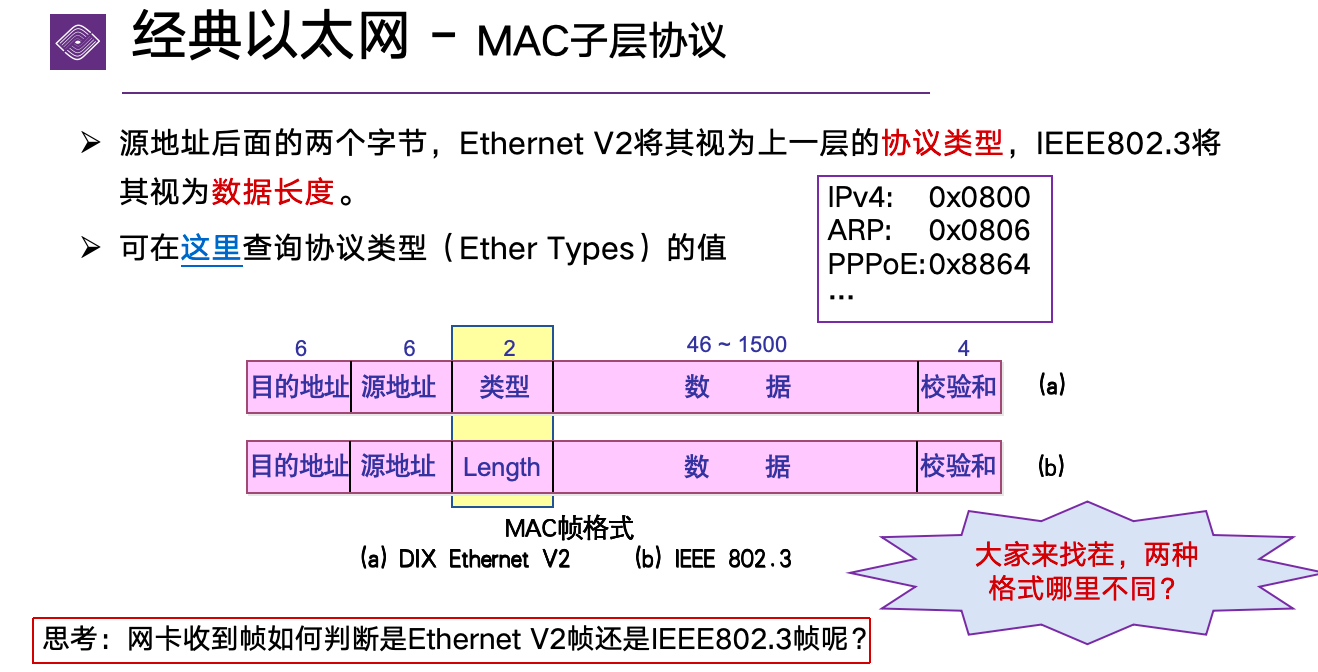 经典以太网 - MAC子层协议
➢ 源地址后面的两个字节，Ethernet V2将其视为上一层的协议类型，IEEE802.3将
其视为数据长度。
➢ 可在这里查询协议类型（Ether Types）的值
IPv4: 0x0800
ARP: 0x0806
PPPoE:0x8864
...
6 6 2 46 ~ 1500 4
目的地址 源地址 类型 数 据 校验和 (a)
目的地址 源地址 Length 数 据 校验和 (b)
MAC帧格式
(a) DIX Ethernet V2 (b) IEEE 802.3
大家来找茬，两种
格式哪里不同？
思考：网卡收到帧如何判断是Ethernet V2帧还是IEEE802.3帧呢？